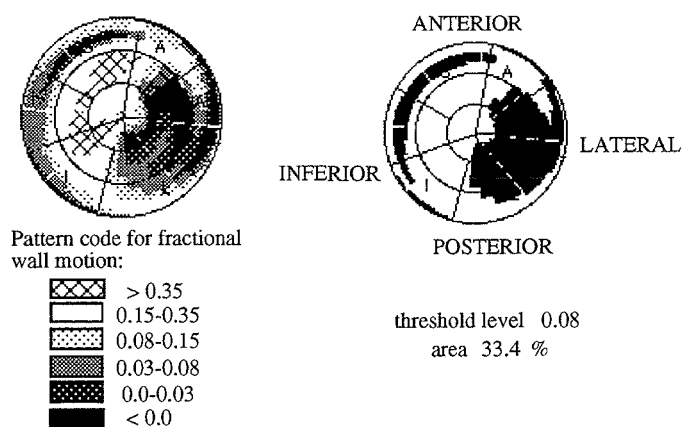 ANTERIOR
A
A
INFERIOR
LATERAL
I
L
POSTERIOR
Pattern code for fractional
wall motion:
> 0.35
0.15-0.35
0.08-0.15
0.03-0.08
0.0-0.03
< 0.0
threshold level 0.08
area 33.4 %